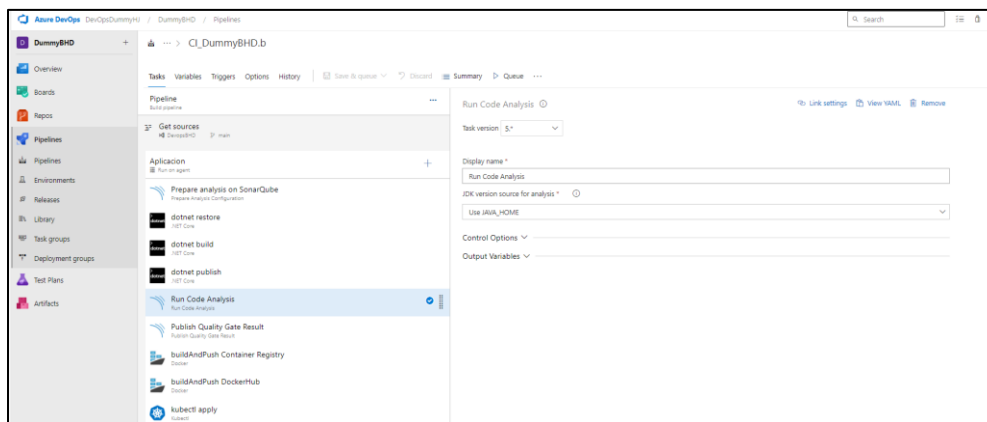 Azure DevOps DevOpsDummyHJ / DummyBHD / Pipelines
Search
D DummyBHD +
··· > CI_DummyBHD.b
Overview
Boards
Repos
Pipelines
Pipelines
Environments
Releases
Library
Task groups
Deployment groups
Test Plans
Artifacts
Tasks Variables Triggers Options History Save & queue Discard Summary Queue ···
Pipeline ···
Build pipeline
Get sources
DevopsBHD main
Aplicacion +
Run on agent
Prepare analysis on SonarQube
Prepare Analysis Configuration
dotnet restore
.NET Core
dotnet build
.NET Core
dotnet publish
.NET Core
Run Code Analysis
Run Code Analysis
Publish Quality Gate Result
Publish Quality Gate Result
buildAndPush Container Registry
Docker
buildAndPush DockerHub
Docker
kubectl apply
Kubectl
Run Code Analysis
Link settings View YAML Remove
Task version 5.*
Display name *
Run Code Analysis
JDK version source for analysis *
Use JAVA_HOME
Control Options
Output Variables